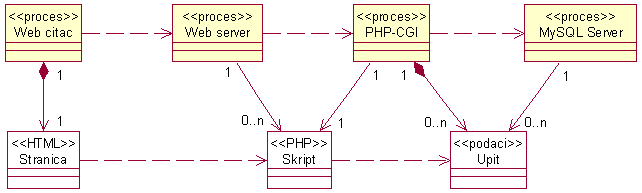 <<proces>>
Web citac
<<proces>>
Web server
<<proces>>
PHP-CGI
<<proces>>
MySQL Server
1
1
1
1
1
1
0..n
1
0..n
0..n
<<HTML>>
Stranica
<<PHP>>
Skript
<<podaci>>
Upit